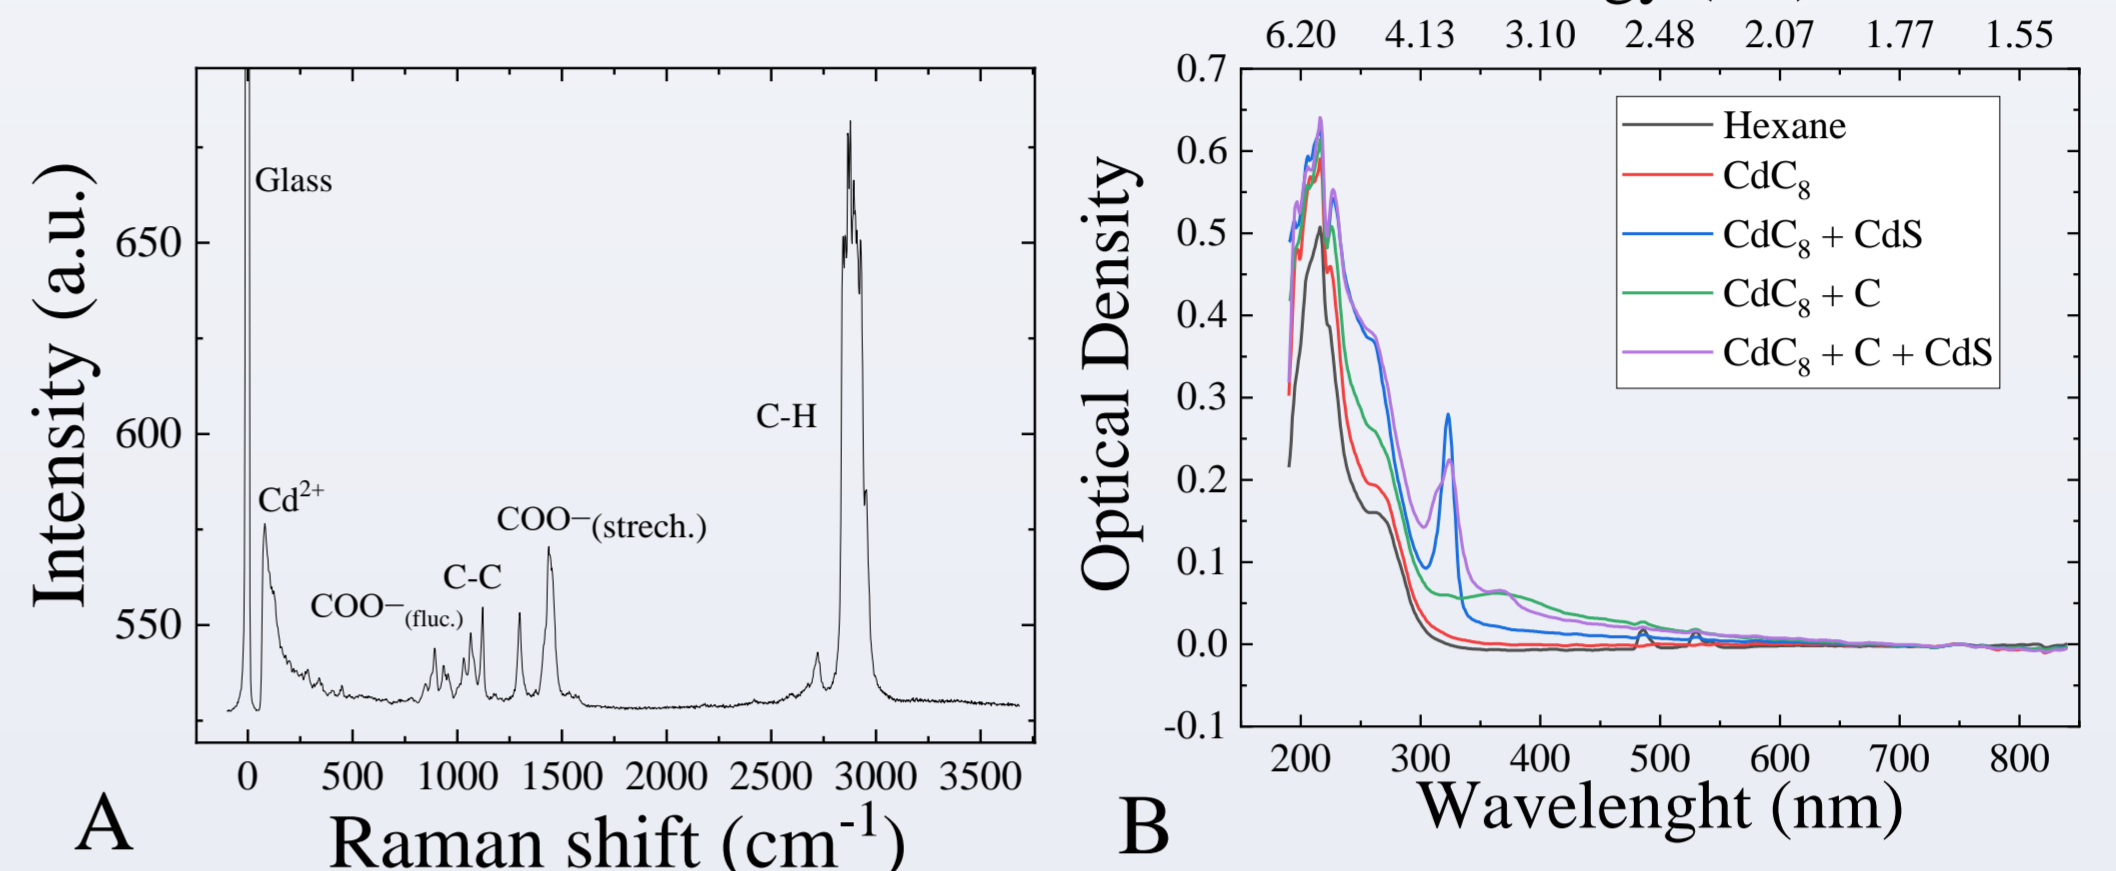 650
600
550
Intensity (a.u.)
Glass
Cd²⁺
COO⁻(fluc.)
C-C
COO⁻(strech.)
C-H
0 500 1000 1500 2000 2500 3000 3500
Raman shift (cm⁻¹)
A
6.20 4.13 3.10 2.48 2.07 1.77 1.55
0.7
0.6
0.5
0.4
0.3
0.2
0.1
0.0
-0.1
Optical Density
Hexane
CdC₈
CdC₈ + CdS
CdC₈ + C
CdC₈ + C + CdS
200 300 400 500 600 700 800
Wavelenght (nm)
B